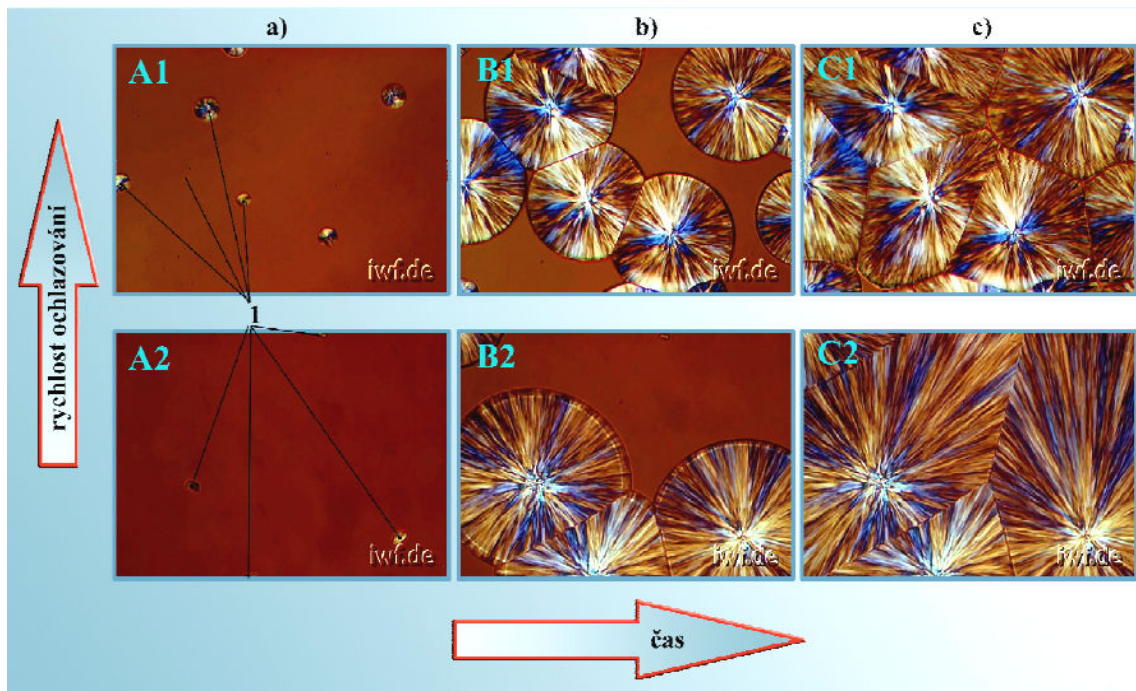 a) b) c)
A1 B1 C1
iwf.de iwf.de iwf.de
rychlost ochlazování
1
A2 B2 C2
iwf.de iwf.de iwf.de
čas